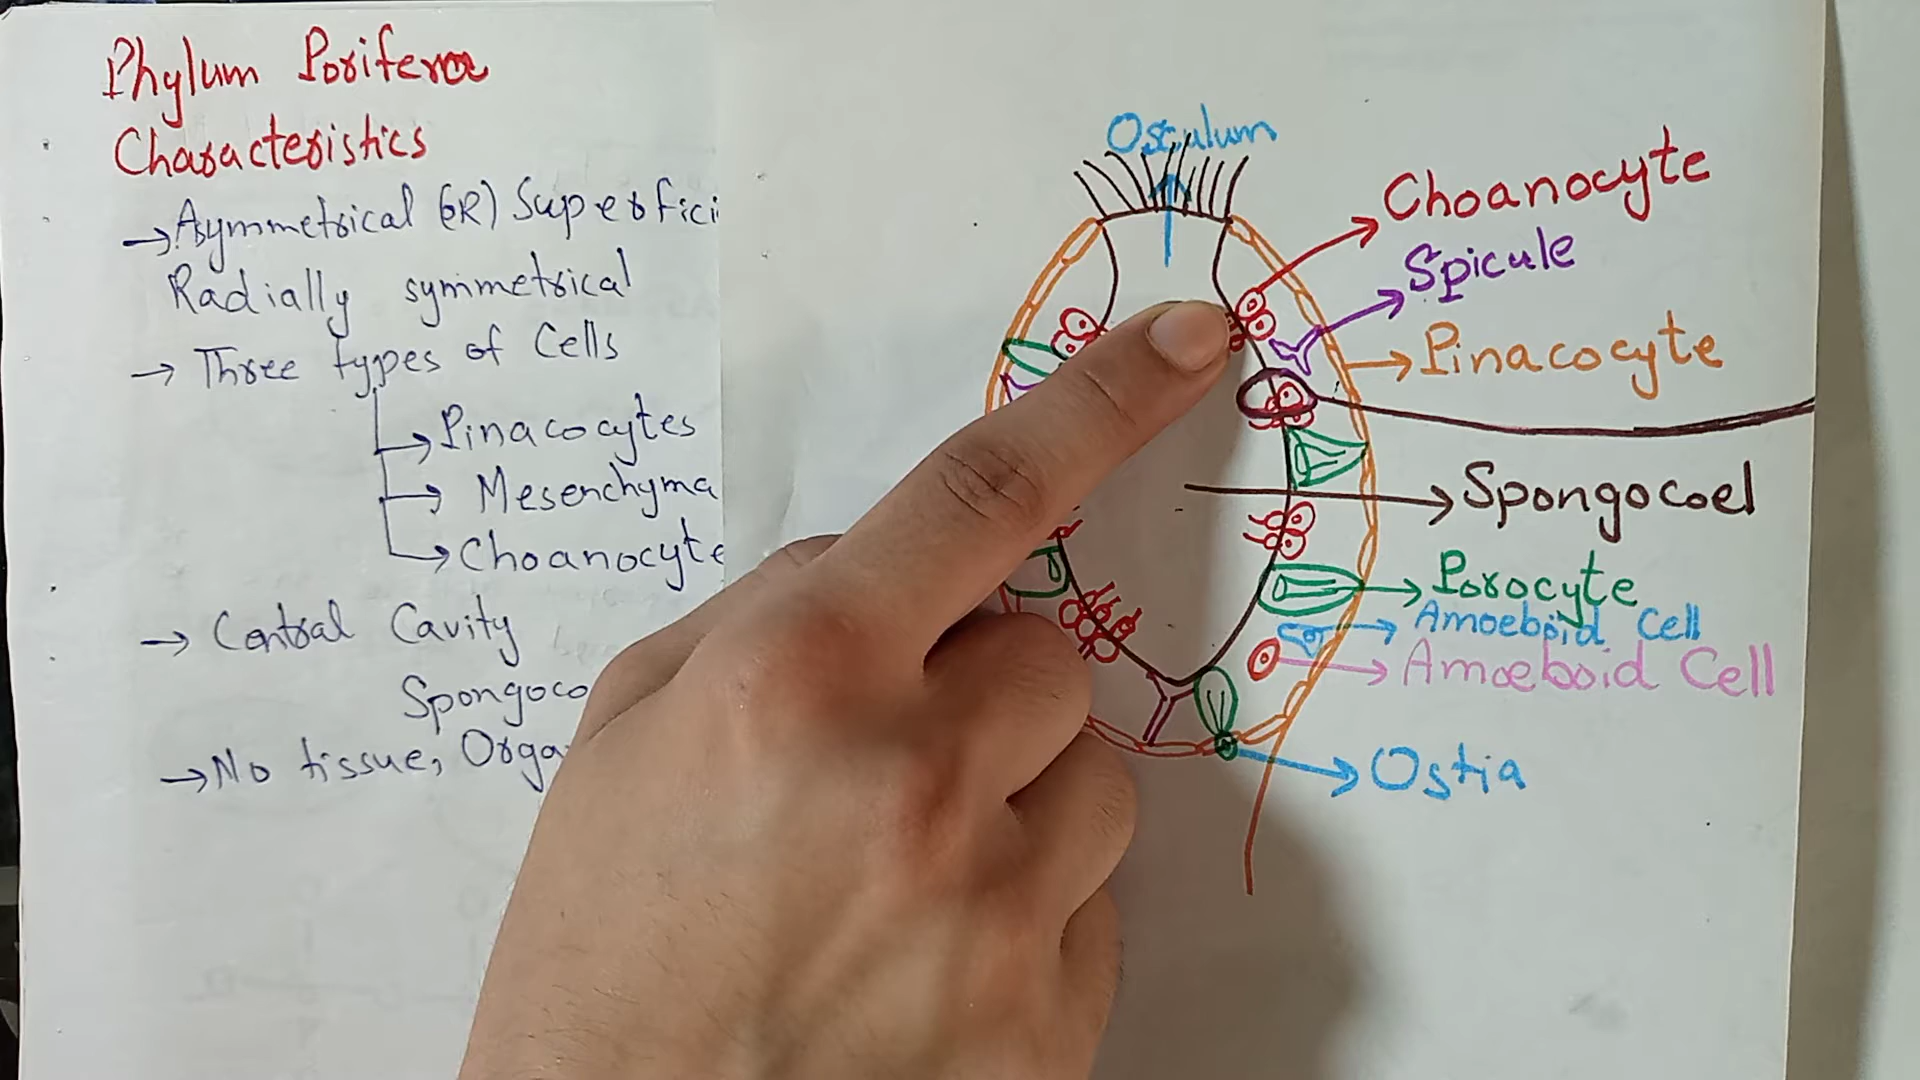 Phylum Porifera
Characteristics
→ Asymmetrical (OR) Superfici
Radially symmetrical
→ Three types of Cells
→ Pinacocytes
→ Mesenchyma
→ Choanocyte
→ Central Cavity
Spongoco
→ No tissue, Orga
Osculum
Choanocyte
Spicule
Pinacocyte
Spongocoel
Porocyte
Amoeboid Cell
Amoeboid Cell
Ostia